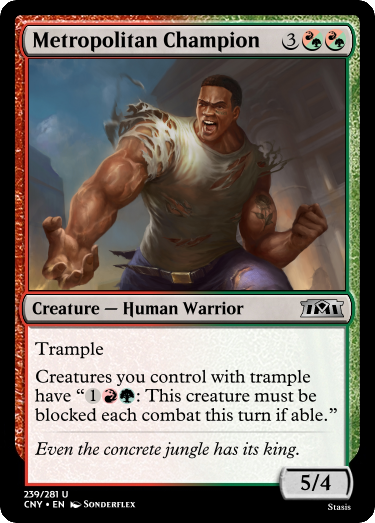 Metropolitan Champion 3
Creature — Human Warrior
Trample
Creatures you control with trample
have “1: This creature must be
blocked each combat this turn if able.”
Even the concrete jungle has its king.
5/4
239/281 U
CNY • EN Sonderflex
Stasis